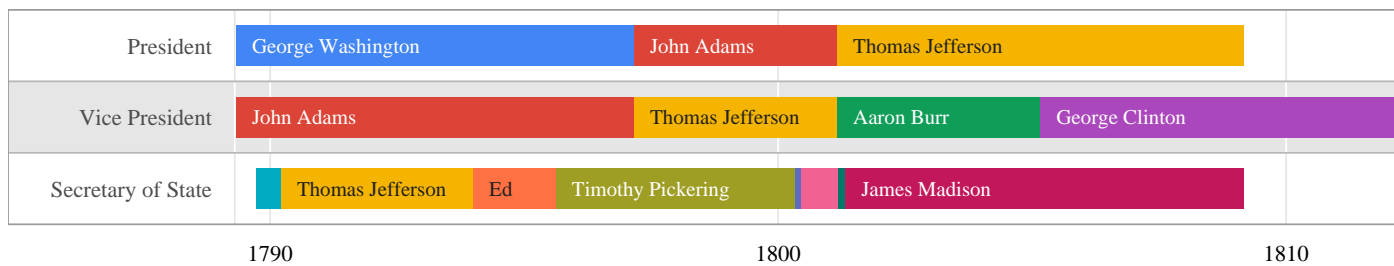 President George Washington John Adams Thomas Jefferson
Vice President John Adams Thomas Jefferson Aaron Burr George Clinton
Secretary of State Thomas Jefferson Ed Timothy Pickering James Madison
1790 1800 1810